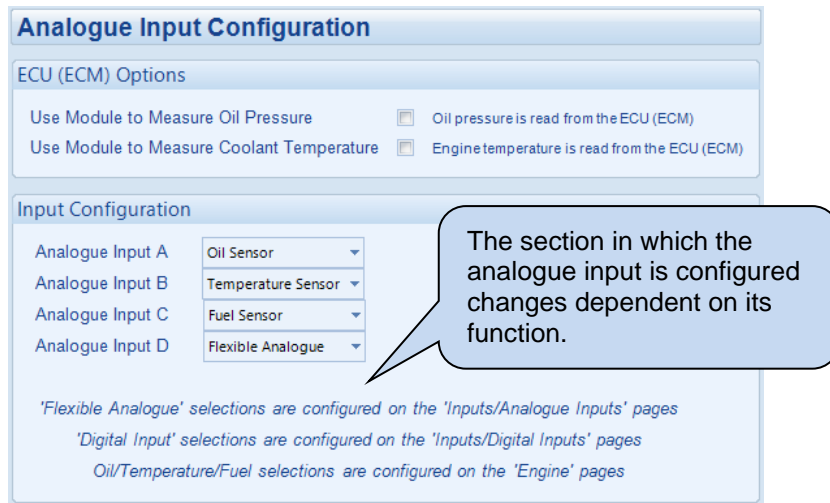 Analogue Input Configuration
ECU (ECM) Options
Use Module to Measure Oil Pressure Oil pressure is read from the ECU (ECM)
Use Module to Measure Coolant Temperature Engine temperature is read from the ECU (ECM)
Input Configuration
Analogue Input A Oil Sensor
Analogue Input B Temperature Sensor
Analogue Input C Fuel Sensor
Analogue Input D Flexible Analogue
The section in which the
analogue input is configured
changes dependent on its
function.
'Flexible Analogue' selections are configured on the 'Inputs/Analogue Inputs' pages
'Digital Input' selections are configured on the 'Inputs/Digital Inputs' pages
Oil/Temperature/Fuel selections are configured on the 'Engine' pages